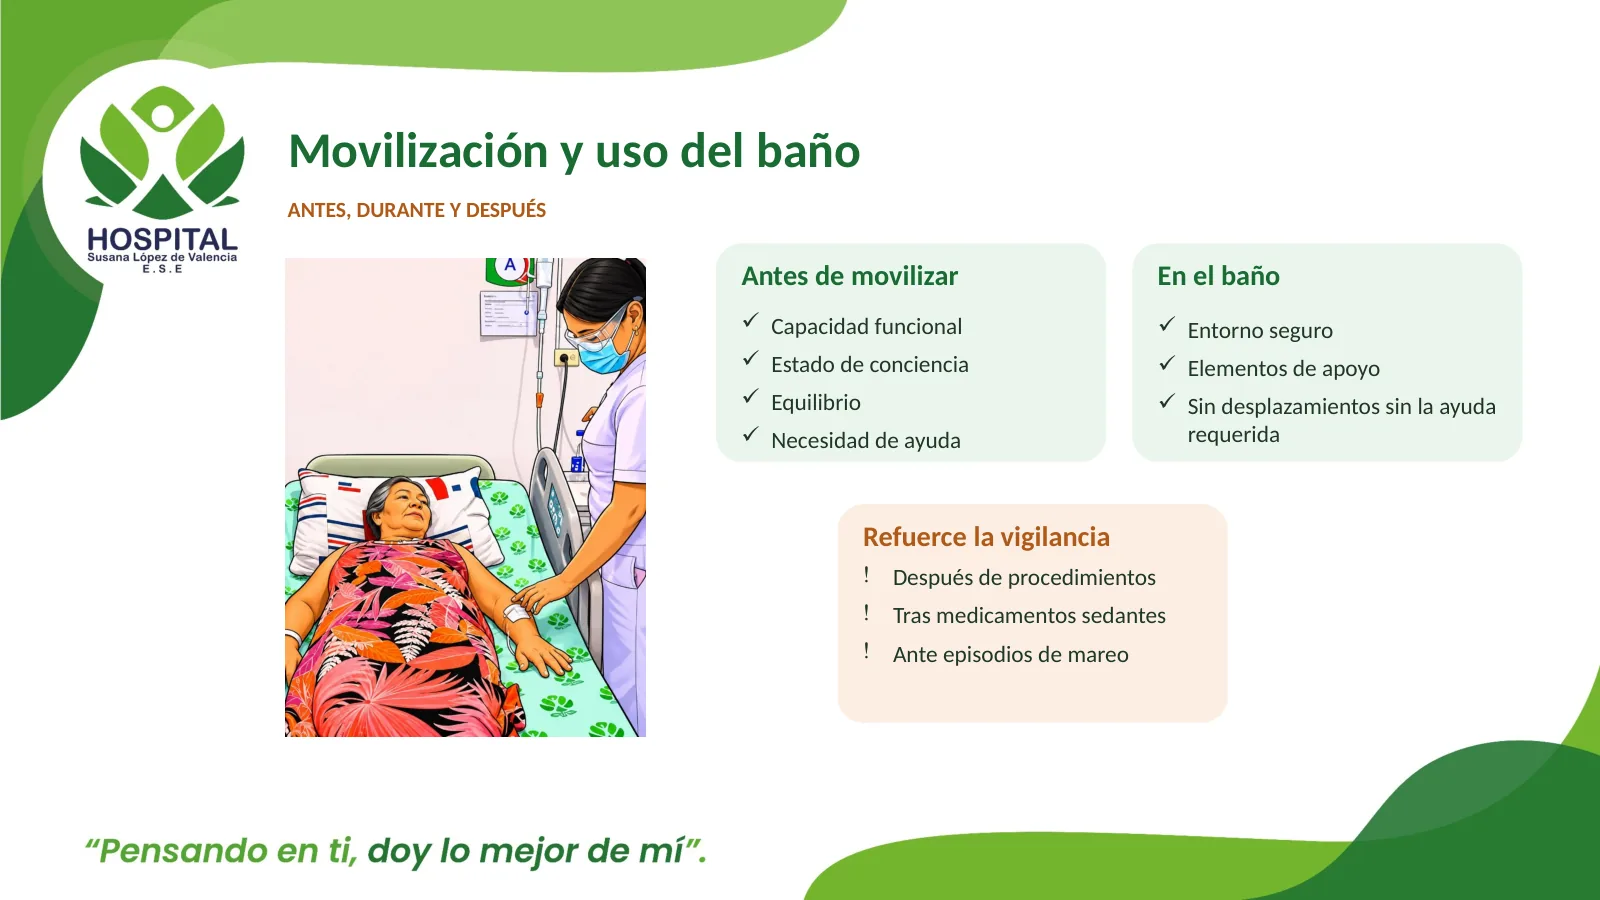 HOSPITAL
Susana López de Valencia
E.S.E
Movilización y uso del baño
ANTES, DURANTE Y DESPUÉS
A
Antes de movilizar
✓ Capacidad funcional
✓ Estado de conciencia
✓ Equilibrio
✓ Necesidad de ayuda
En el baño
✓ Entorno seguro
✓ Elementos de apoyo
✓ Sin desplazamientos sin la ayuda
requerida
Refuerce la vigilancia
! Después de procedimientos
! Tras medicamentos sedantes
! Ante episodios de mareo
“Pensando en ti, doy lo mejor de mí”.